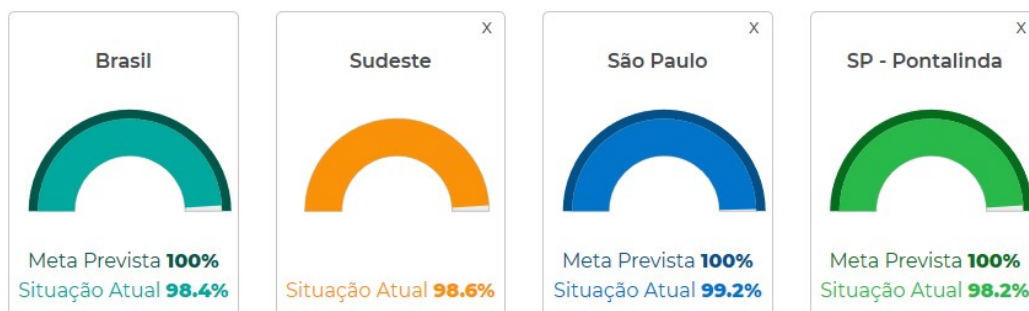 Brasil
Meta Prevista 100%
Situação Atual 98.4%
X
Sudeste
Situação Atual 98.6%
X
São Paulo
Meta Prevista 100%
Situação Atual 99.2%
X
SP - Pontalinda
Meta Prevista 100%
Situação Atual 98.2%